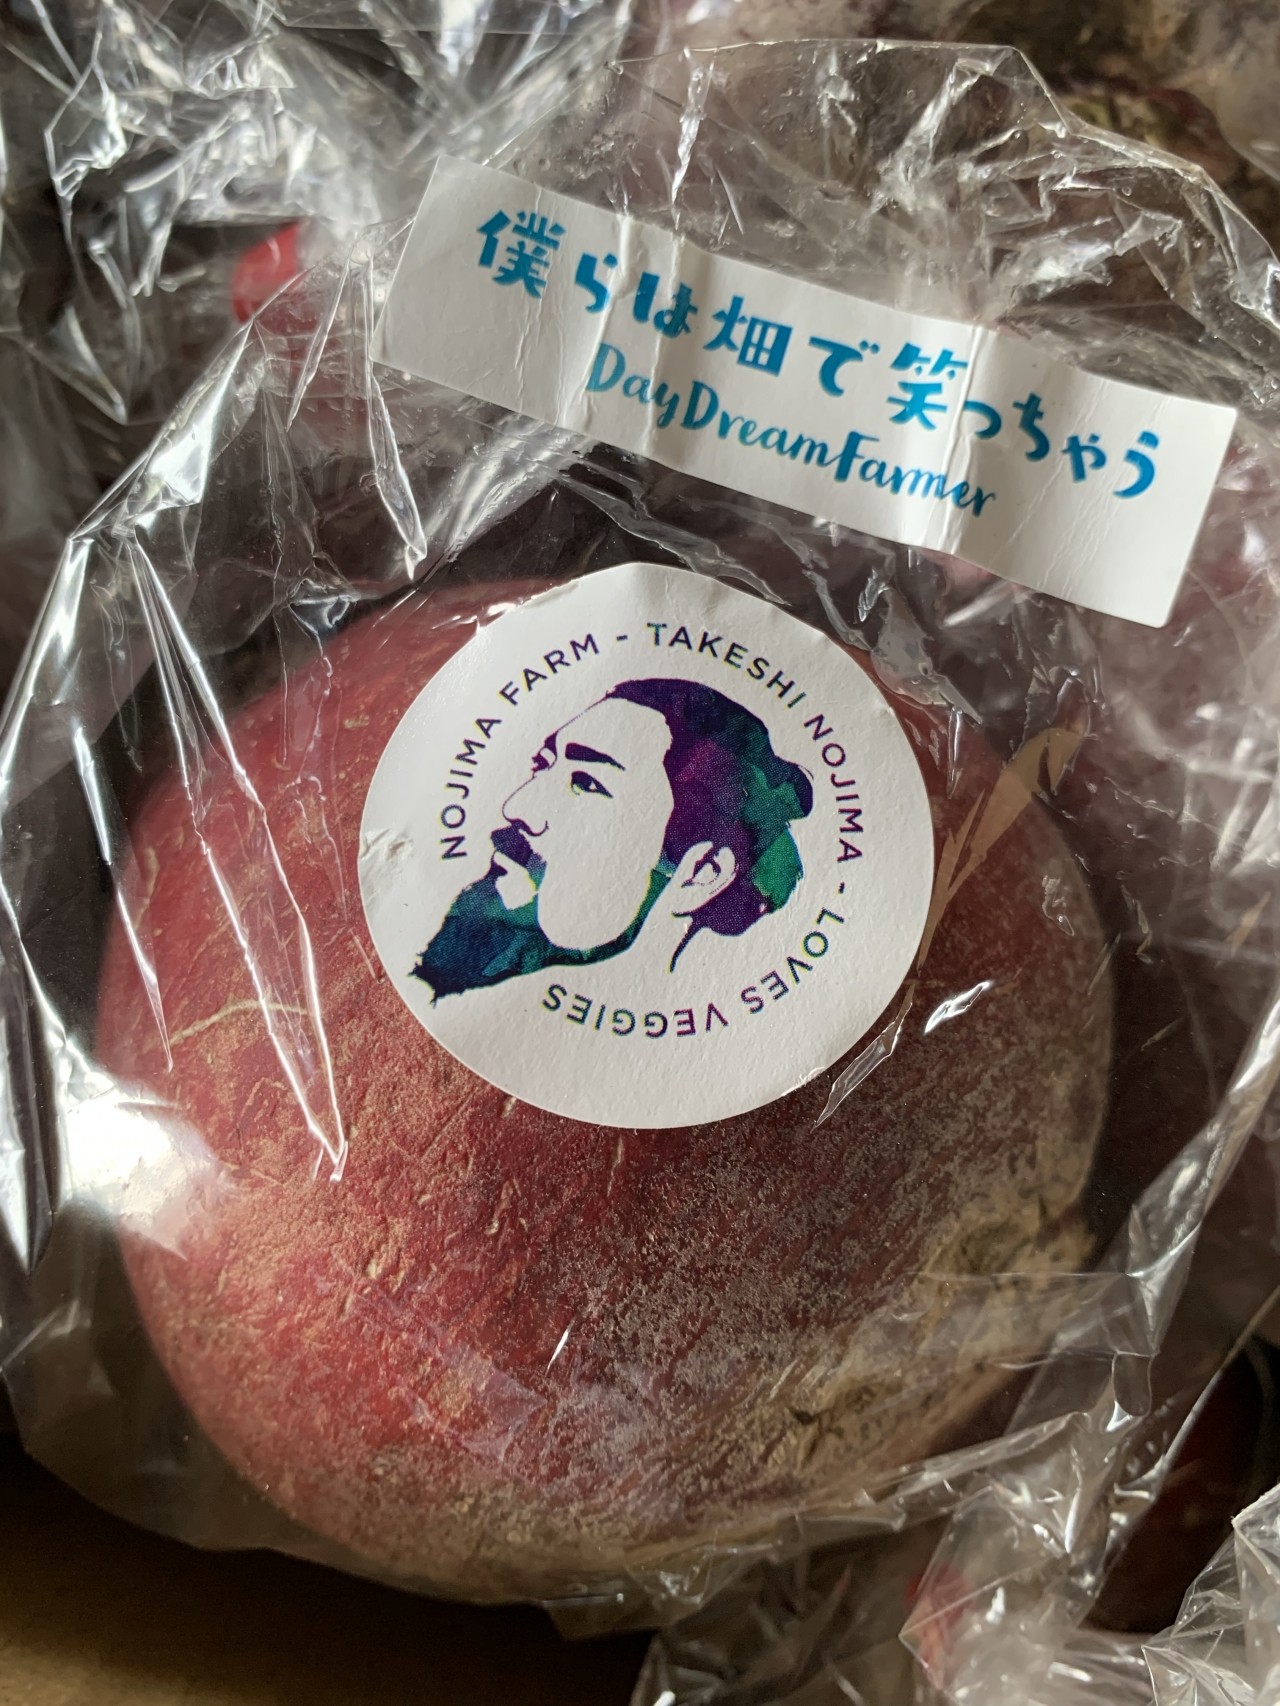 僕らは畑で笑っちゃう
DayDreamFarmer
NOJIMA FARM - TAKESHI NOJIMA - LOVES VEGGIES